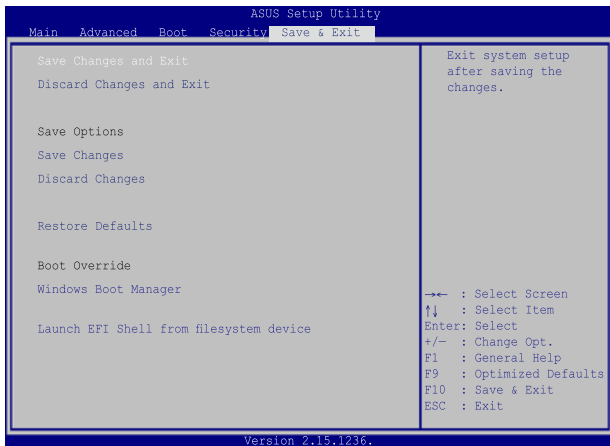 ASUS Setup Utility
Main Advanced Boot Security Save & Exit
Save Changes and Exit
Discard Changes and Exit
Save Options
Save Changes
Discard Changes
Restore Defaults
Boot Override
Windows Boot Manager
Launch EFI Shell from filesystem device
Exit system setup
after saving the
changes.
→← : Select Screen
↑↓ : Select Item
Enter: Select
+/— : Change Opt.
F1 : General Help
F9 : Optimized Defaults
F10 : Save & Exit
ESC : Exit
Version 2.15.1236.